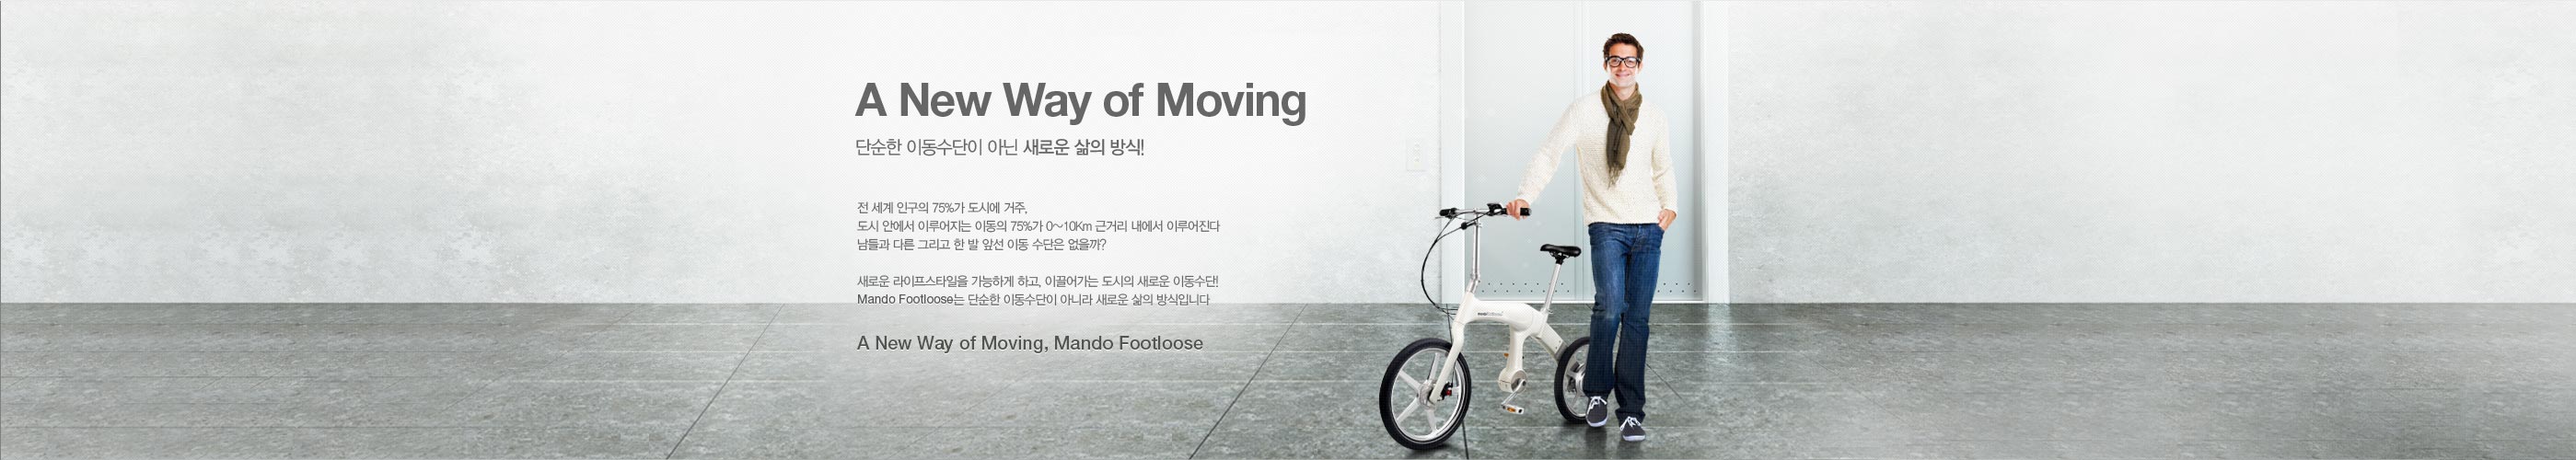 A New Way of Moving
단순한 이동수단이 아닌 새로운 삶의 방식!
전 세계 인구의 75%가 도시에 거주,
도시 안에서 이루어지는 이동의 75%가 0~10Km 근거리 내에서 이루어진다
남들과 다른 그리고 한 발 앞선 이동 수단은 없을까?
새로운 라이프스타일을 가능하게 하고, 이끌어가는 도시의 새로운 이동수단!
Mando Footloose는 단순한 이동수단이 아니라 새로운 삶의 방식입니다
A New Way of Moving, Mando Footloose